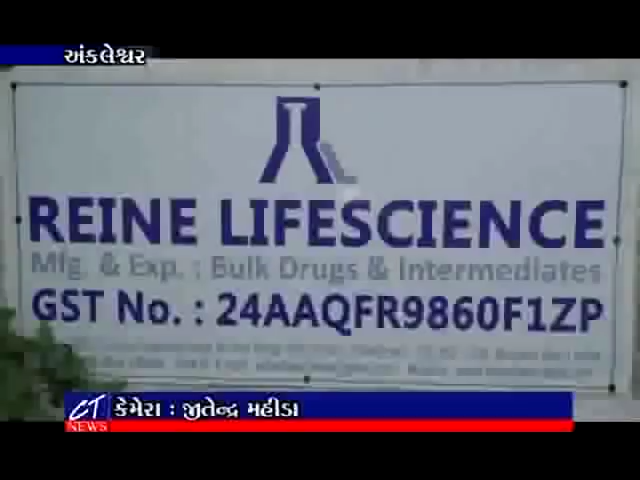 અંકલેશ્વર
REINE LIFESCIENCE
Mfg. & Exp. : Bulk Drugs & Intermediates
GST No. : 24AAQFR9860F1ZP
CT NEWS
કેમેરા : જીતેન્દ્ર મહીડા